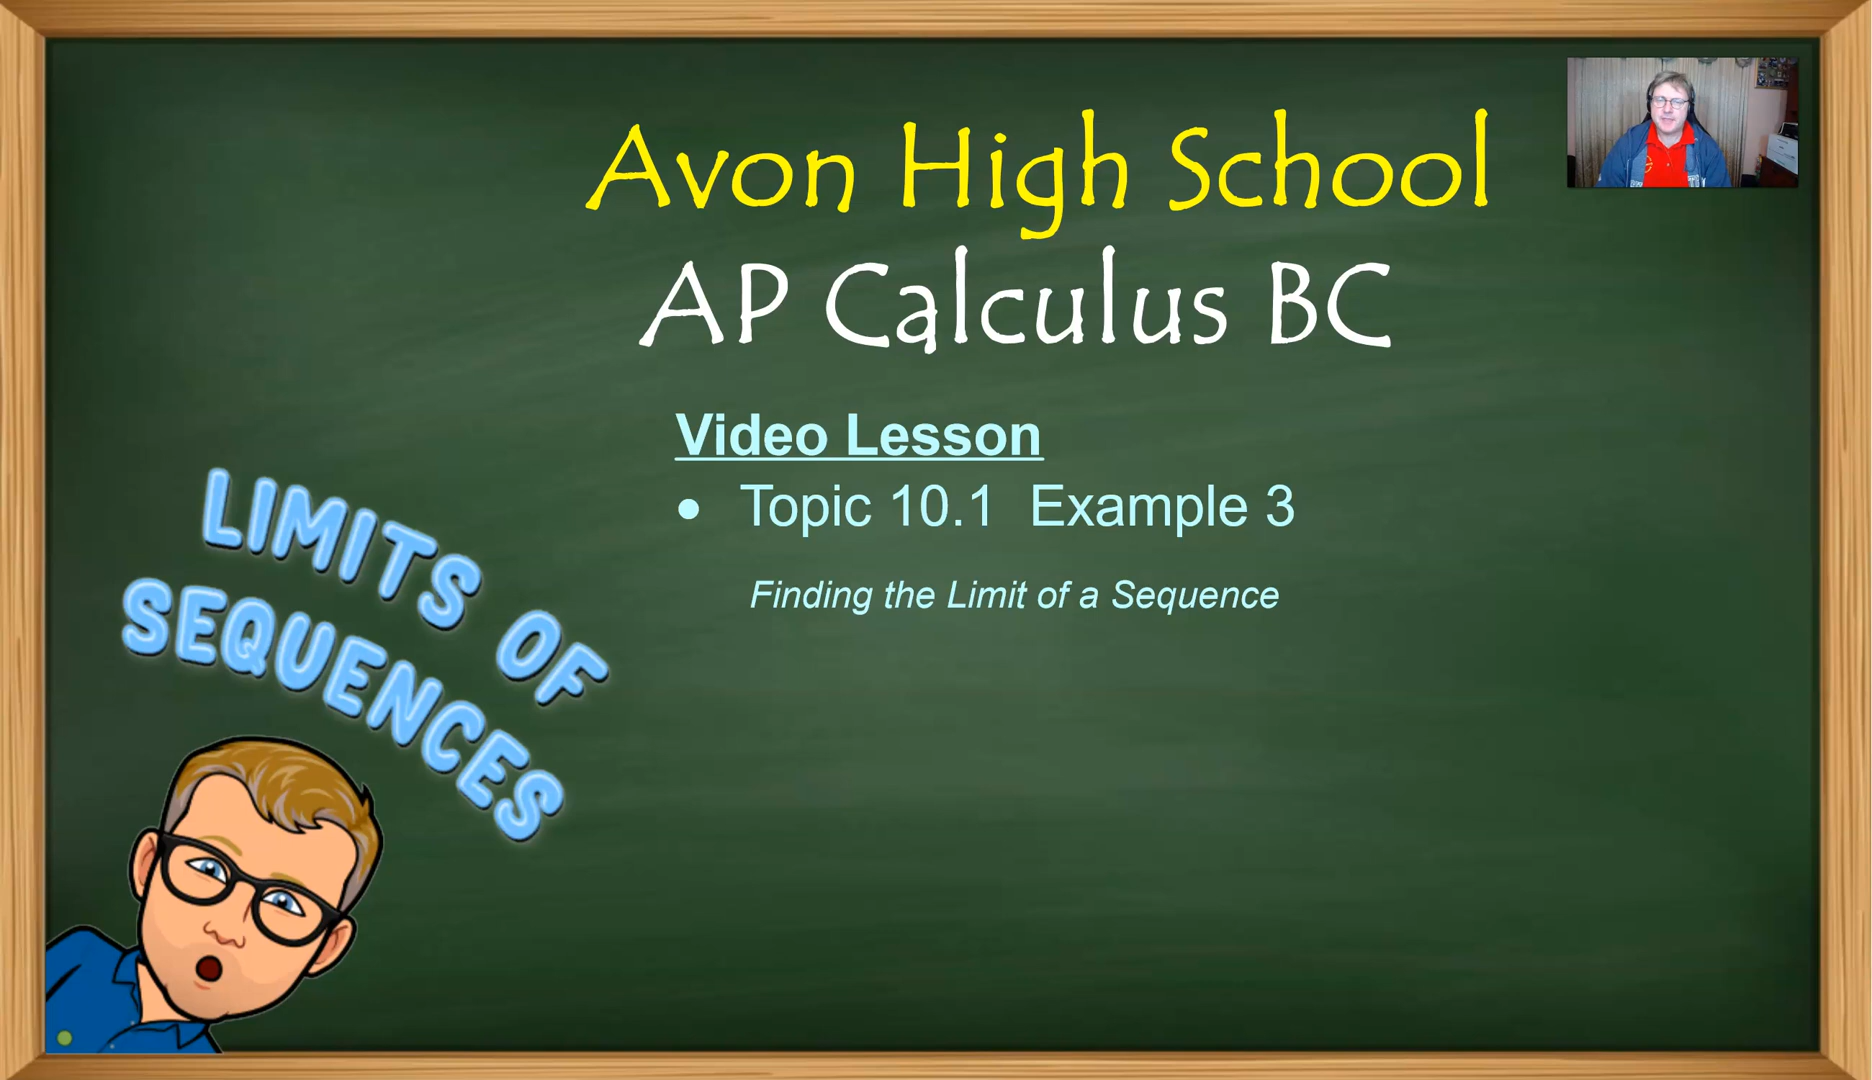 Avon High School
AP Calculus BC
Video Lesson
• Topic 10.1 Example 3
Finding the Limit of a Sequence
LIMITS OF
SEQUENCES